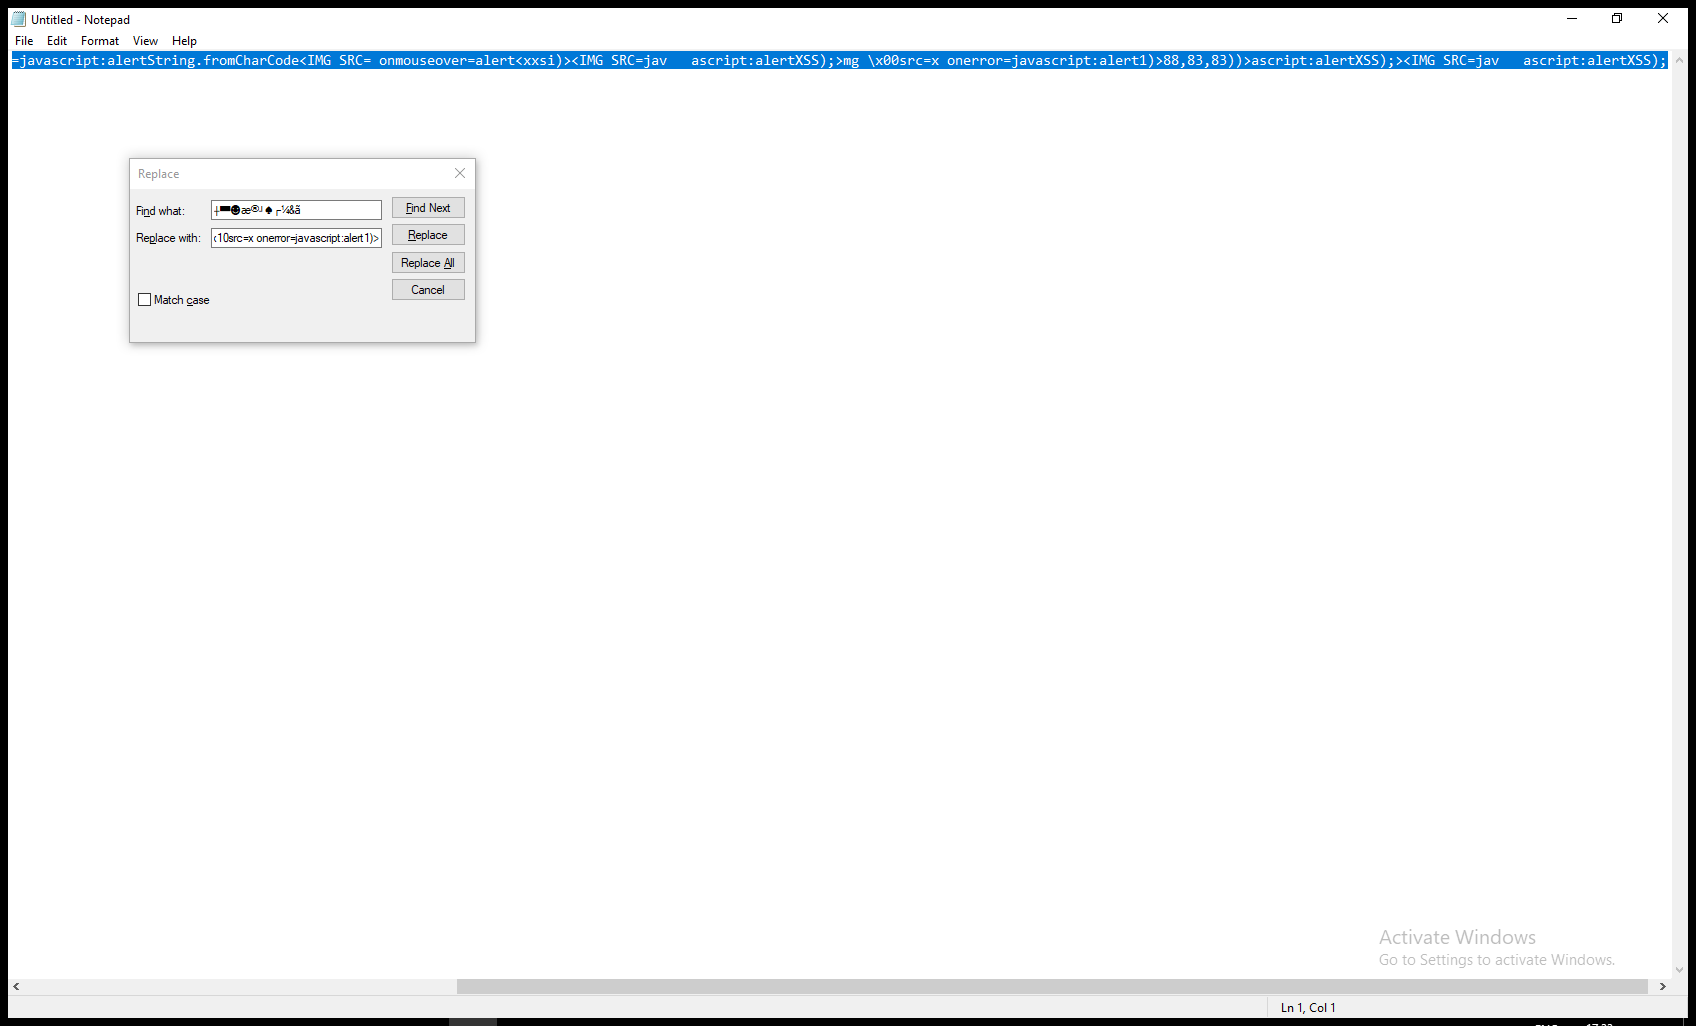 Untitled - Notepad
File Edit Format View Help
=javascript:alertString.fromCharCode<IMG SRC= onmouseover=alert<xxsi)><IMG SRC=jav   ascript:alertXSS);>mg \x00src=x onerror=javascript:alert1)>88,83,83))>ascript:alertXSS);><IMG SRC=jav   ascript:alertXSS);
Replace
Find what:
Find Next
Replace with: 10src=x onerror=javascript:alert1)>
Replace
Replace All
Cancel
Match case
Activate Windows
Go to Settings to activate Windows.
Ln 1, Col 1